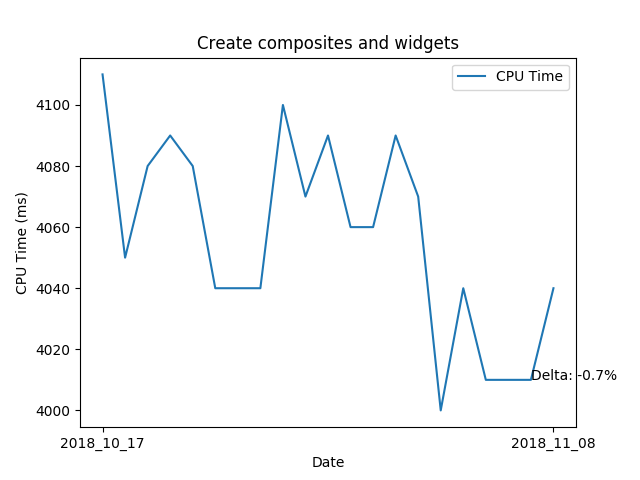 Create composites and widgets
CPU Time
4100
4080
4060
4040
4020
4000
CPU Time (ms)
Delta: -0.7%
2018_10_17
2018_11_08
Date